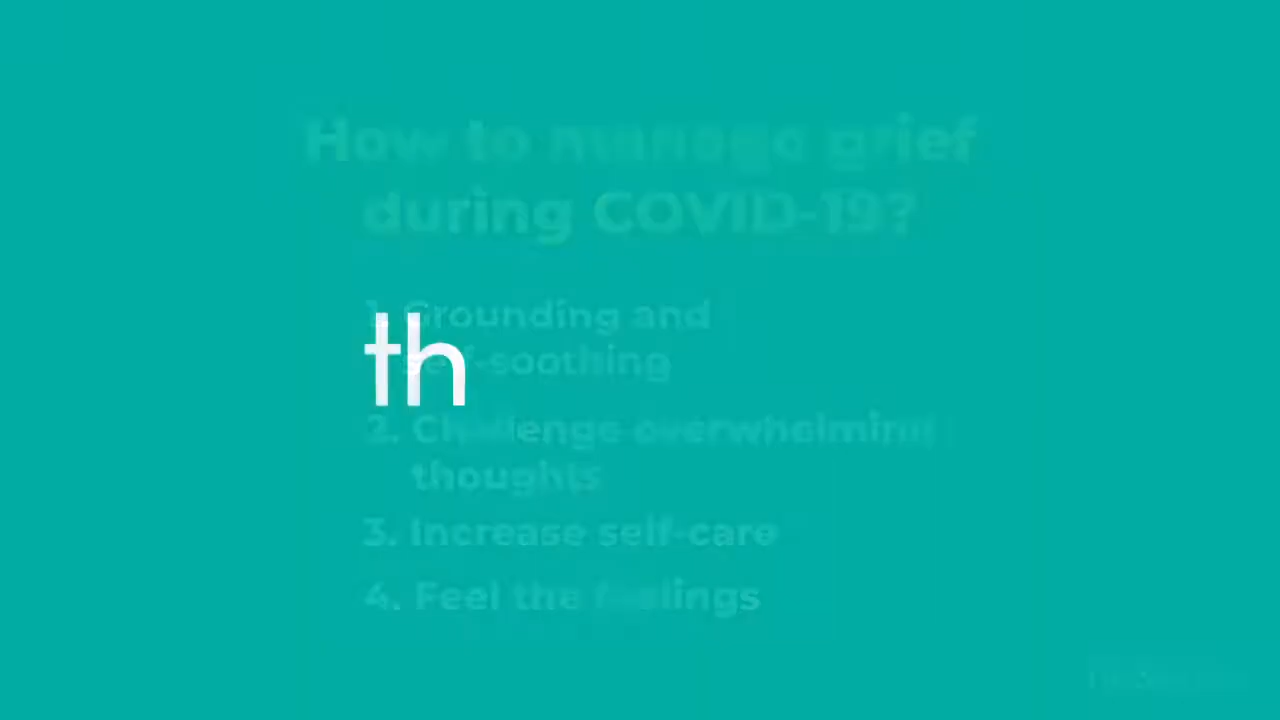 How to manage grief
during COVID-19?
1. Grounding and
self-soothing
th
2. Challenge overwhelming
thoughts
3. Increase self-care
4. Feel the feelings